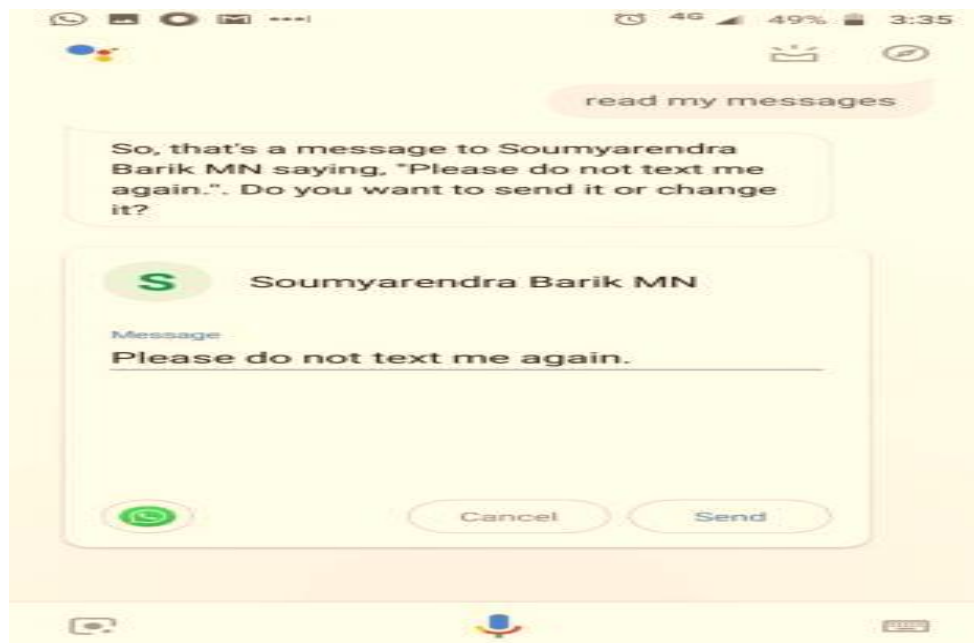 4G 49% 3:35
read my messages
So, that's a message to Soumyarendra
Barik MN saying, "Please do not text me
again.". Do you want to send it or change
it?
S Soumyarendra Barik MN
Message
Please do not text me again.
Cancel Send